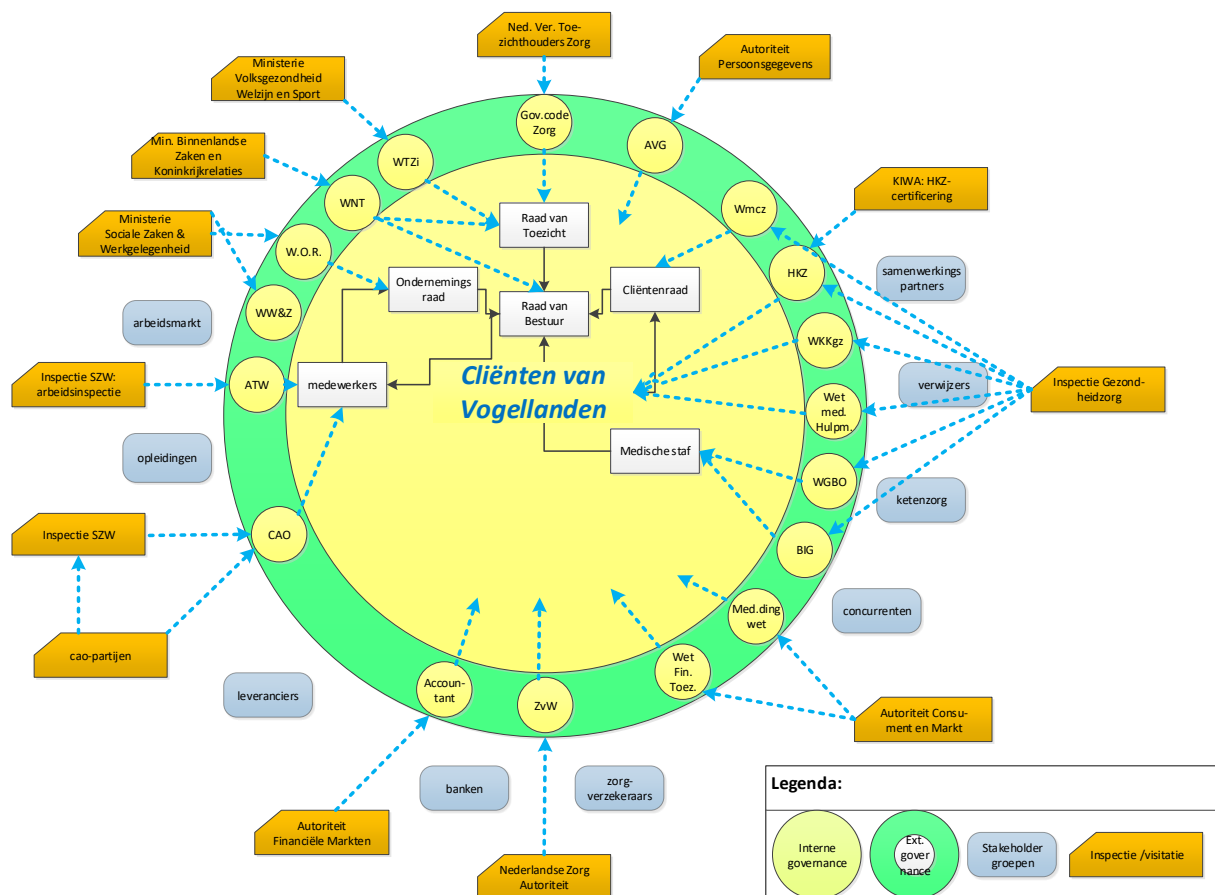 Ned. Ver. Toe-
zichthouders Zorg
Autoriteit
Persoonsgegevens
Ministerie
Volksgezondheid
Welzijn en Sport
Gov.code
Zorg
AVG
Min. Binnenlandse
Zaken en
Koninkrijkrelaties
WTZi
KIWA: HKZ-
certificering
WNT
Wmcz
Raad van
Toezicht
Ministerie
Sociale Zaken &
Werkgelegenheid
W.O.R.
HKZ
samenwerkings
partners
Ondernemings
raad
Cliëntenraad
WW&Z
Raad van
Bestuur
arbeidsmarkt
WKKgz
Inspectie SZW:
arbeidsinspectie
ATW
medewerkers
Cliënten van
Vogellanden
verwijzers
Inspectie Gezond-
heidzorg
Wet
med.
Hulpm.
opleidingen
Medische staf
WGBO
ketenzorg
Inspectie SZW
CAO
BIG
concurrenten
Med.ding
wet
cao-partijen
Wet
Fin.
Toez.
leveranciers
Accoun-
tant
ZvW
Autoriteit Consu-
ment en Markt
banken
zorg-
verzekeraars
Autoriteit
Financiële Markten
Nederlandse Zorg
Autoriteit
Legenda:
Interne
governance
Ext.
gover
nance
Stakeholder
groepen
Inspectie /visitatie